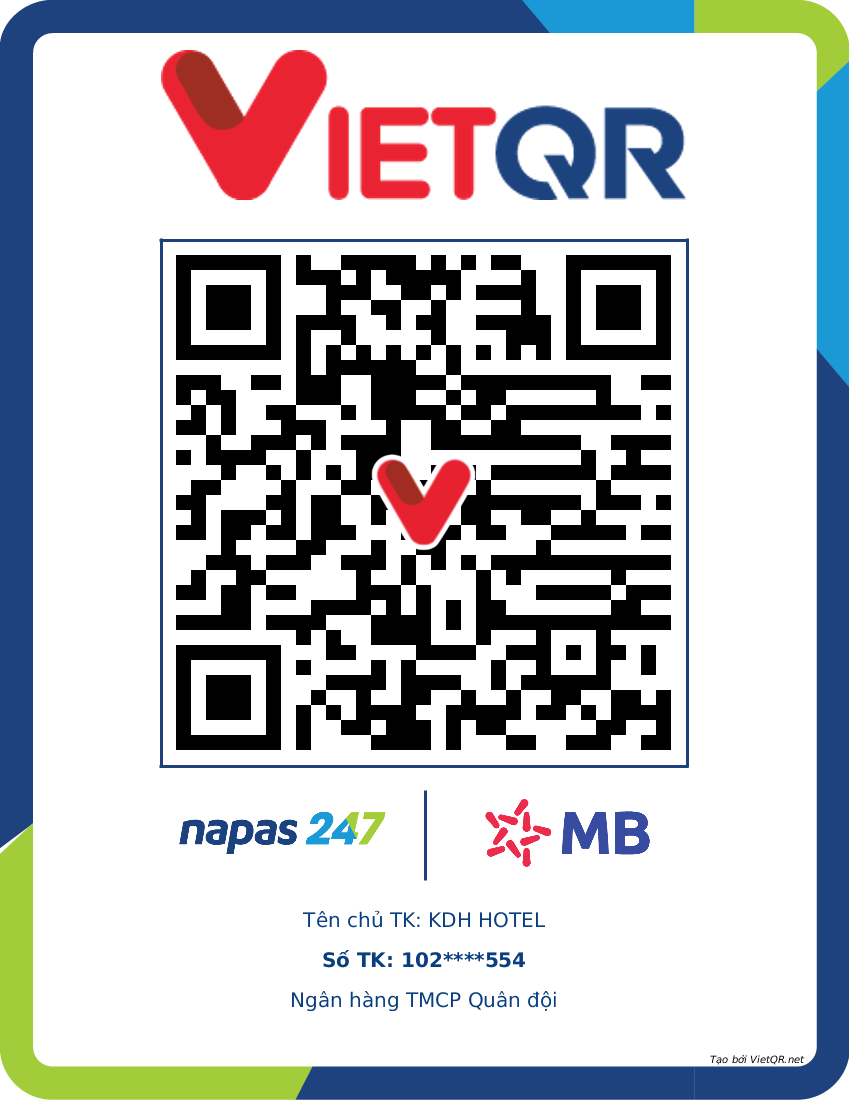 VIETQR
napas 247
MB
Tên chủ TK: KDH HOTEL
Số TK: 102****554
Ngân hàng TMCP Quân đội
Tạo bởi VietQR.net